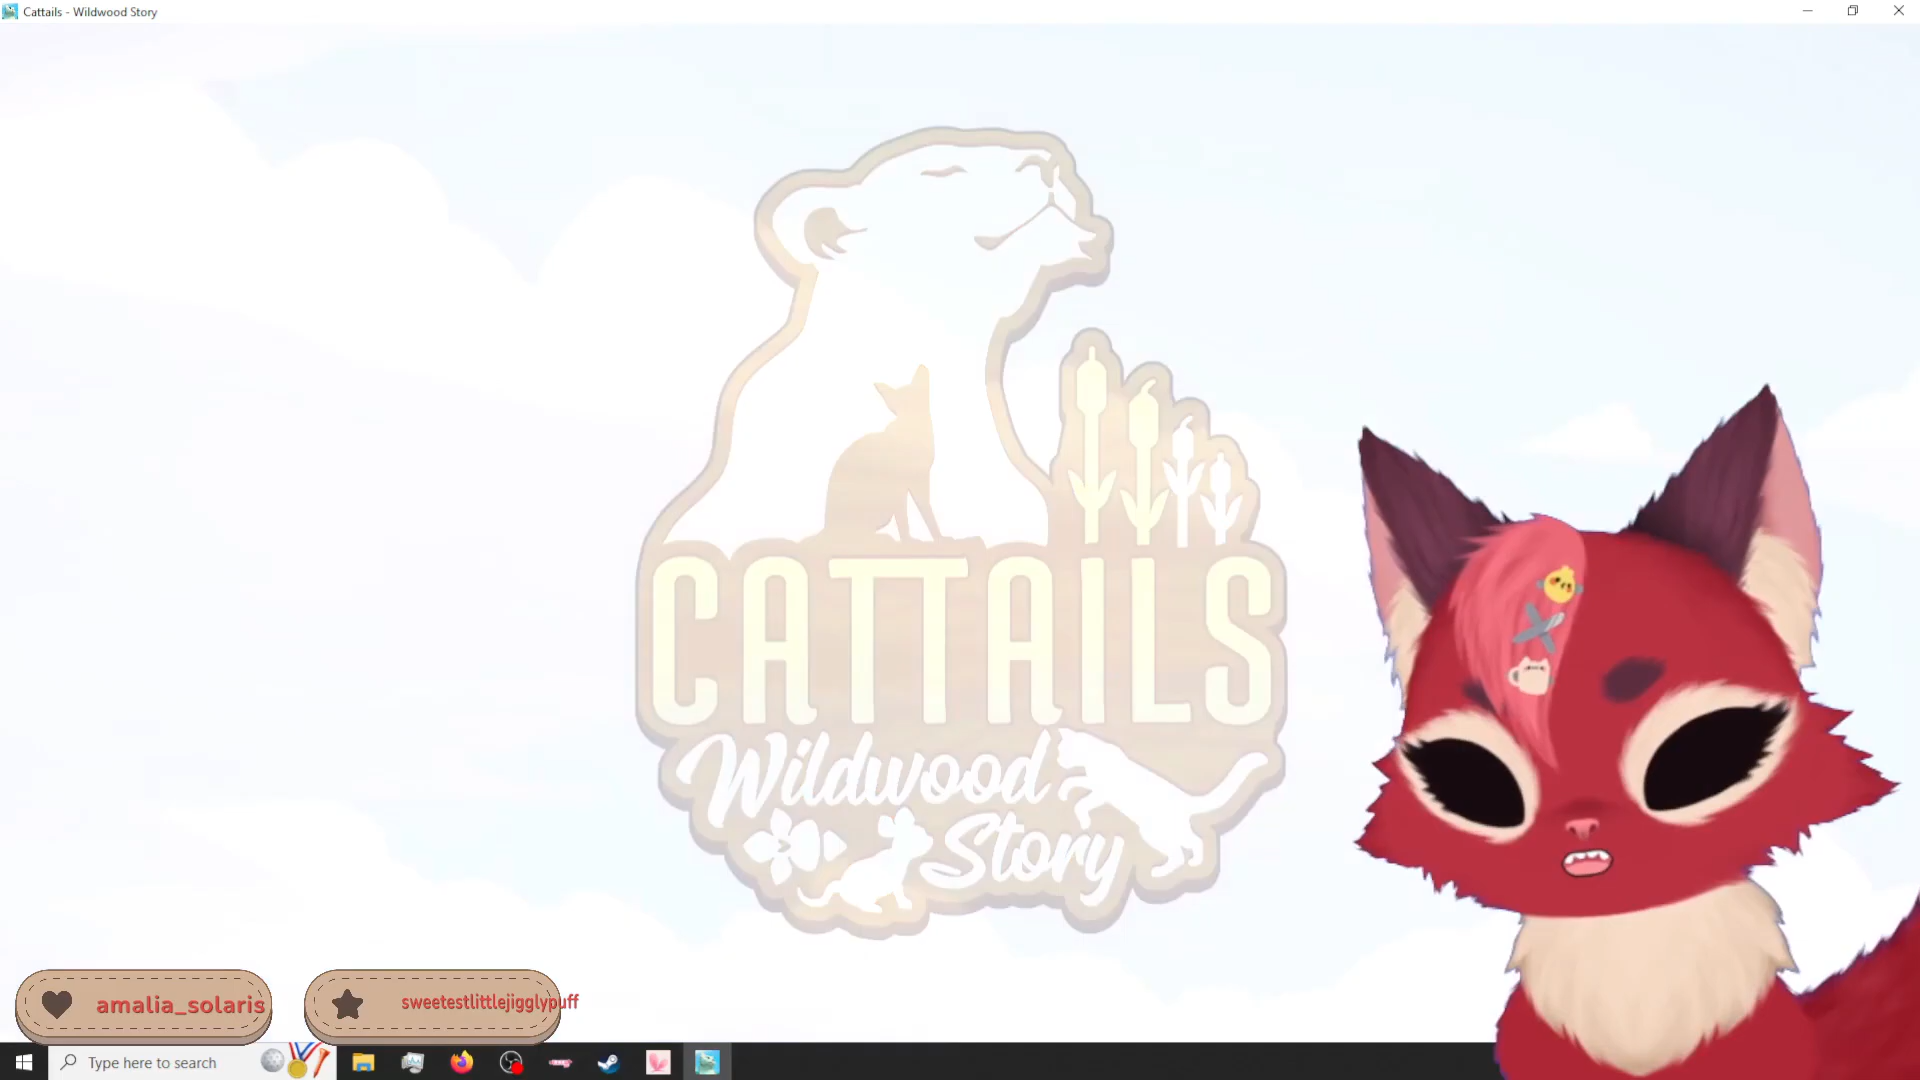 Cattails - Wildwood Story
CATTAILS
Wildwood
Story
amalia_solaris
sweetestlittlejigglypuff
Type here to search